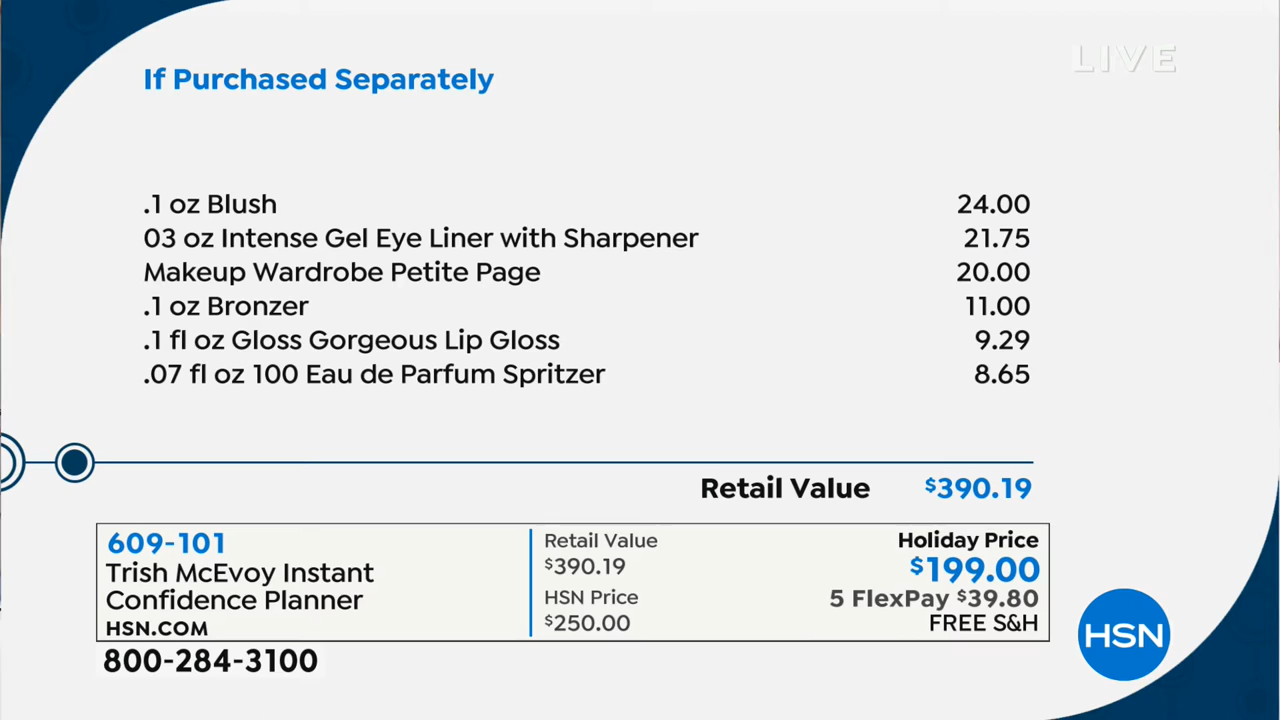 LIVE
If Purchased Separately
.1 oz Blush 24.00
03 oz Intense Gel Eye Liner with Sharpener 21.75
Makeup Wardrobe Petite Page 20.00
.1 oz Bronzer 11.00
.1 fl oz Gloss Gorgeous Lip Gloss 9.29
.07 fl oz 100 Eau de Parfum Spritzer 8.65
Retail Value $390.19
609-101
Trish McEvoy Instant
Confidence Planner
HSN.COM
Retail Value
$390.19
HSN Price
$250.00
Holiday Price
$199.00
5 FlexPay $39.80
FREE S&H
800-284-3100
HSN